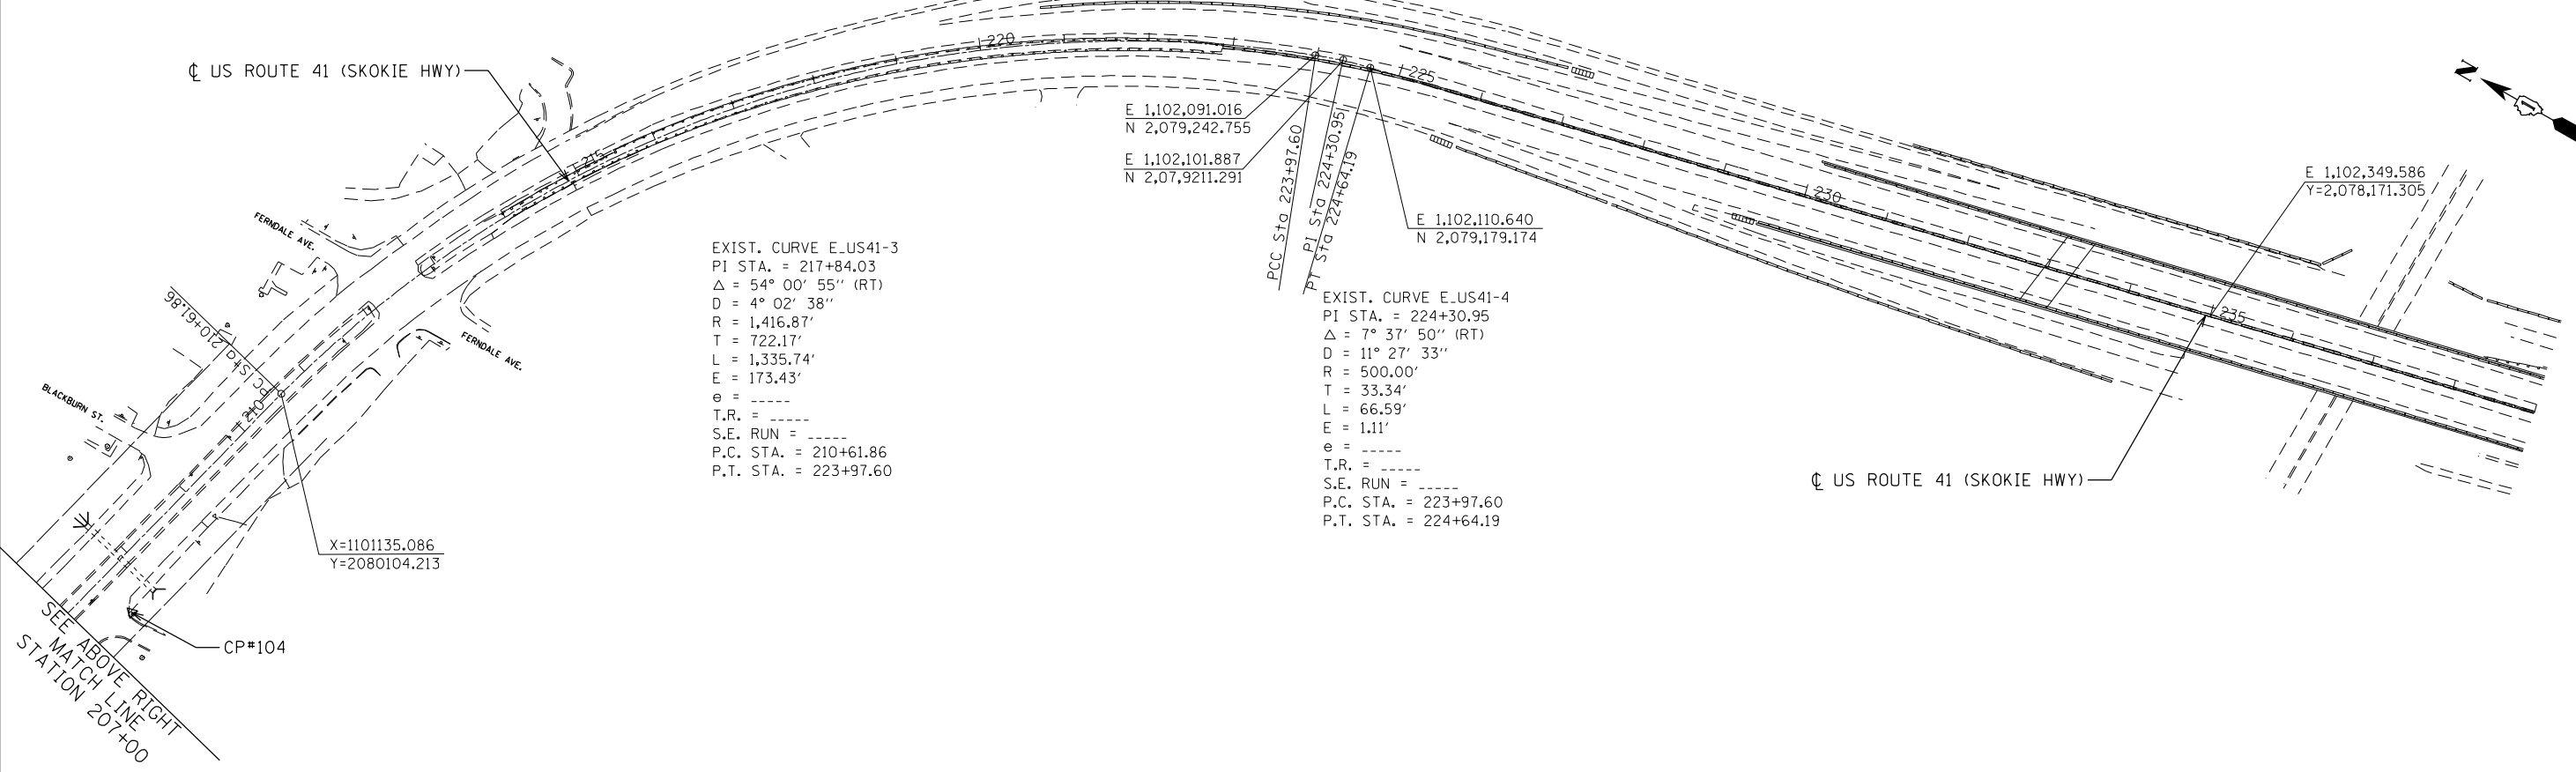 ℄ US ROUTE 41 (SKOKIE HWY)
220
225
N
1
E 1,102,091.016
N 2,079,242.755
E 1,102,101.887
N 2,07,9211.291
PCC Sta 223+97.60
PI Sta 224+30.95
PT Sta 224+64.19
215
E 1,102,349.586
Y=2,078,171.305
230
FERNDALE AVE.
E 1,102,110.640
N 2,079,179.174
EXIST. CURVE E_US41-3
PI STA. = 217+84.03
Δ = 54° 00' 55'' (RT)
D = 4° 02' 38''
R = 1,416.87'
T = 722.17'
L = 1,335.74'
E = 173.43'
e = _____
T.R. = _____
S.E. RUN = _____
P.C. STA. = 210+61.86
P.T. STA. = 223+97.60
EXIST. CURVE E_US41-4
PI STA. = 224+30.95
Δ = 7° 37' 50'' (RT)
D = 11° 27' 33''
R = 500.00'
T = 33.34'
L = 66.59'
E = 1.11'
e = _____
T.R. = _____
S.E. RUN = _____
P.C. STA. = 223+97.60
P.T. STA. = 224+64.19
235
PC Sta 210+61.86
FERNDALE AVE.
BLACKBURN ST.
210
℄ US ROUTE 41 (SKOKIE HWY)
X=1101135.086
Y=2080104.213
CP#104
SEE ABOVE RIGHT
MATCH LINE
STATION 207+00